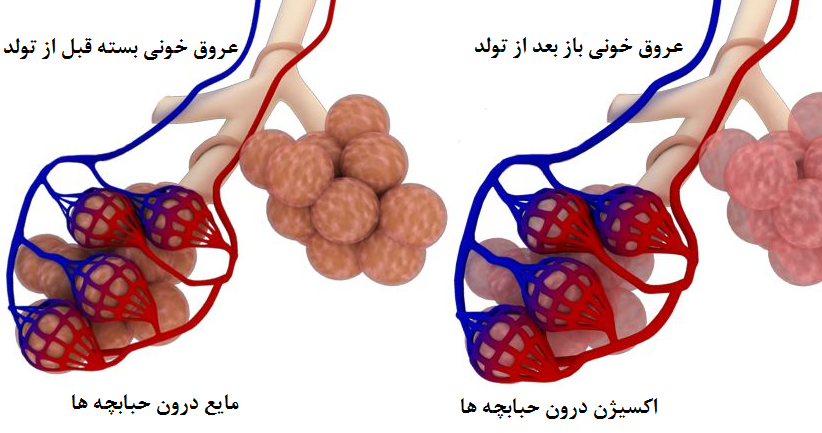 عروق خونی باز بعد از تولد
عروق خونی بسته قبل از تولد
اکسیژن درون حبابچه ها
مایع درون حبابچه ها